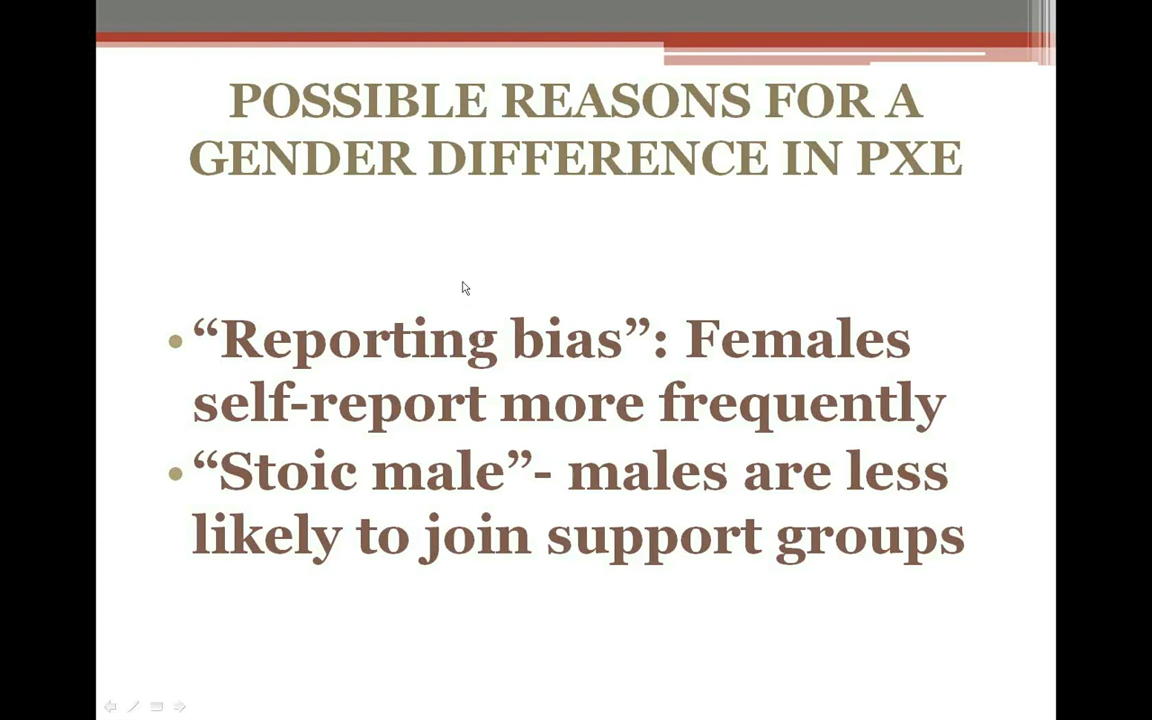 POSSIBLE REASONS FOR A
GENDER DIFFERENCE IN PXE
• “Reporting bias”: Females
self-report more frequently
• “Stoic male”- males are less
likely to join support groups